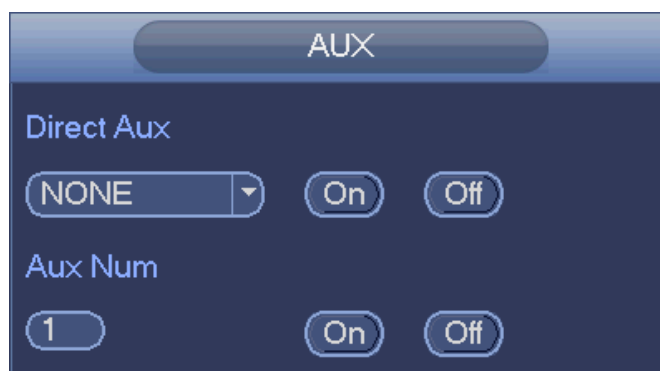 AUX
Direct Aux
NONE On Off
Aux Num
1 On Off